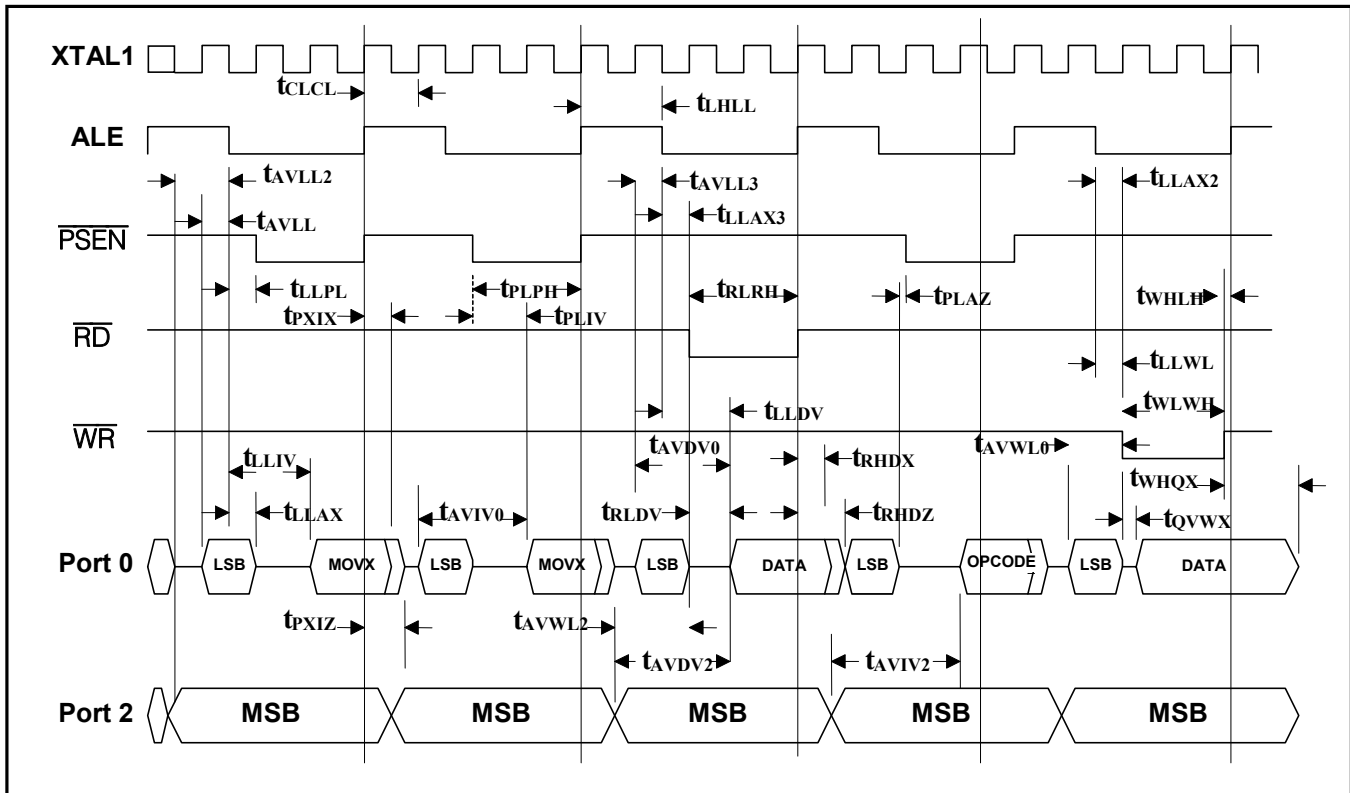 XTAL1
tCLCL
tLHLL
ALE
tAVLL2 tAVLL3 tLLAX2
tAVLL tLLAX3
PSEN
tLLPL tPLPH tRLRH tPLAZ tWHLH
tPXIX tPLIV
RD
tLLWL
tLLDV tWLWH
WR
tLLIV tAVDV0 tRHDX tAVWL0
tWHQX
tLLAX tAVIV0 tRLDV tRHDZ tQVWX
Port 0 LSB MOVX LSB MOVX LSB DATA LSB OPCODE LSB DATA
tPXIZ tAVWL2
tAVDV2 tAVIV2
Port 2 MSB MSB MSB MSB MSB